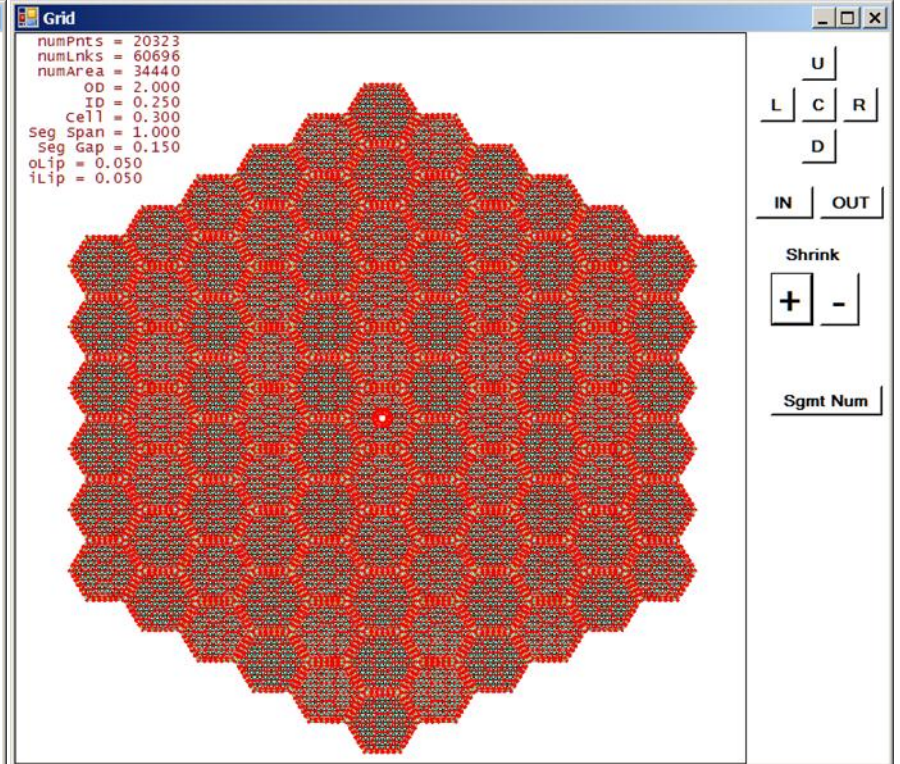 Grid
numPnts = 20323
numLnks = 60696
numArea = 34440
OD = 2.000
ID = 0.250
Cell = 0.300
Seg Span = 1.000
Seg Gap = 0.150
oLip = 0.050
iLip = 0.050
U
L C R
D
IN OUT
Shrink
+ -
Sgmt Num